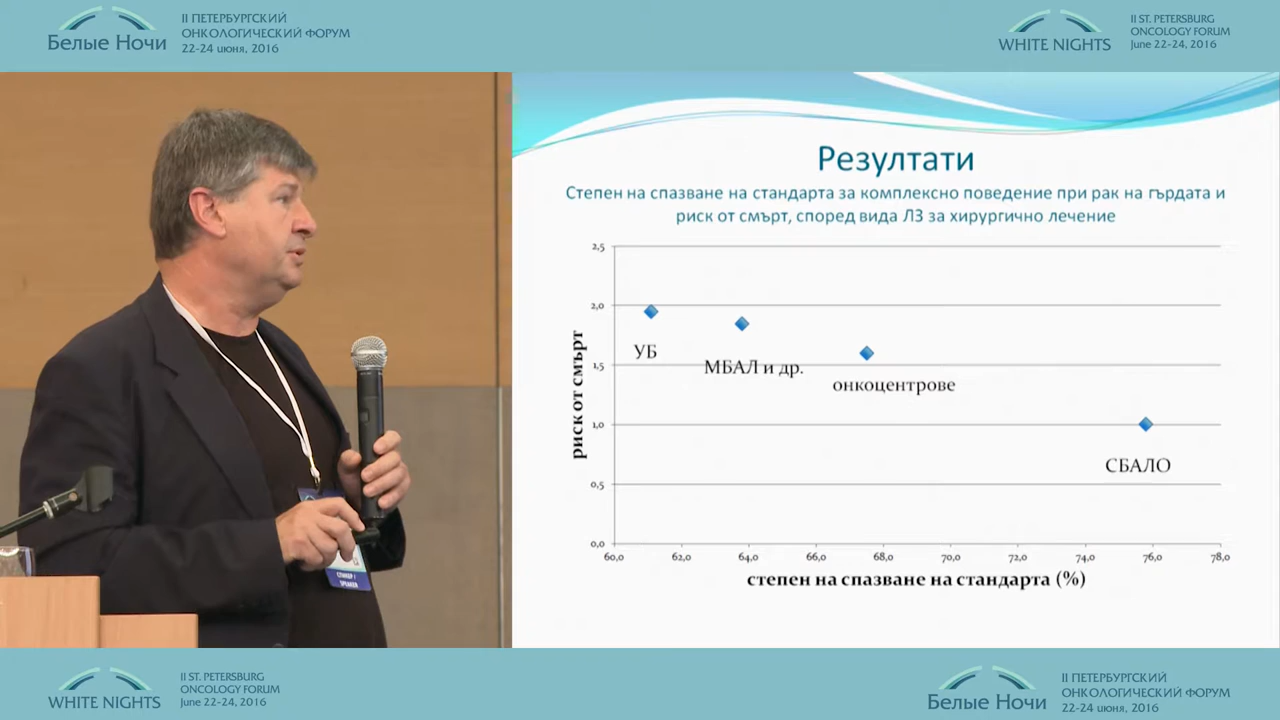 II ПЕТЕРБУРГСКИЙ
ОНКОЛОГИЧЕСКИЙ ФОРУМ
Белые Ночи
22-24 июня, 2016
II ST. PETERSBURG
ONCOLOGY FORUM
WHITE NIGHTS
June 22-24, 2016
Резултати
Степен на спазване на стандарта за комплексно поведение при рак на гърдата и
риск от смърт, според вида ЛЗ за хирургично лечение
2,5
2,0
1,5
1,0
0,5
0,0
риск от смърт
УБ
МБАЛ и др.
онкоцентрове
СБАЛО
60,0 62,0 64,0 66,0 68,0 70,0 72,0 74,0 76,0 78,0
степен на спазване на стандарта (%)
СПИКЕР /
SPEAKER
II ST. PETERSBURG
ONCOLOGY FORUM
WHITE NIGHTS
June 22-24, 2016
II ПЕТЕРБУРГСКИЙ
ОНКОЛОГИЧЕСКИЙ ФОРУМ
Белые Ночи
22-24 июня, 2016